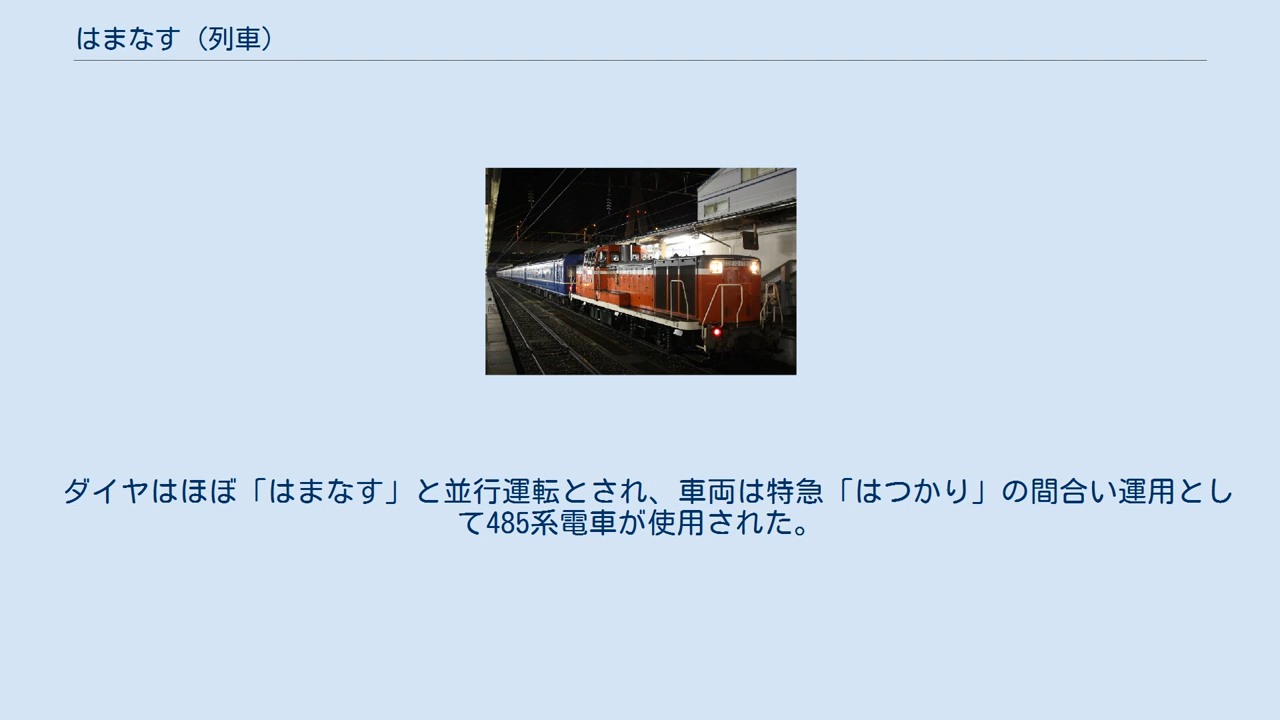 はまなす（列車）
ダイヤはほぼ「はまなす」と並行運転とされ、車両は特急「はつかり」の間合い運用とし
て485系電車が使用された。